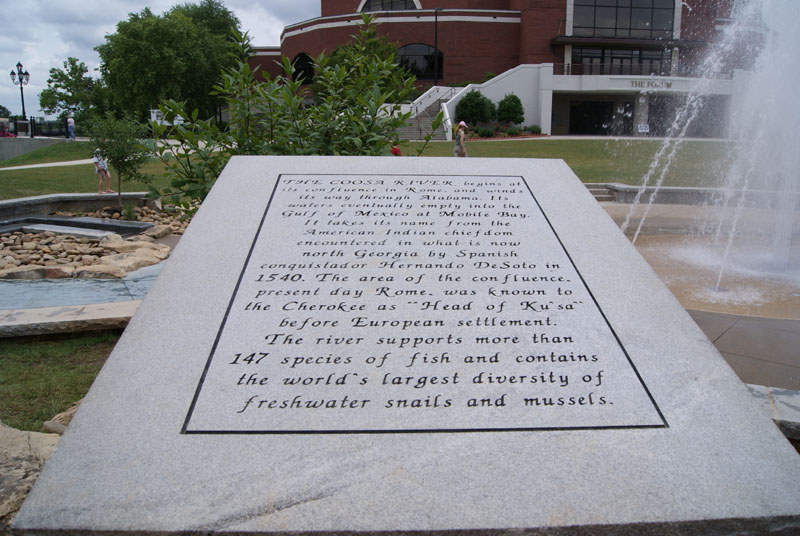 THE FORUM
THE COOSA RIVER begins at
its confluence in Rome, and winds
its way through Alabama. Its
waters eventually empty into the
Gulf of Mexico at Mobile Bay.
It takes its name from the
American Indian chiefdom
encountered in what is now
north Georgia by Spanish
conquistador Hernando DeSoto in
1540. The area of the confluence,
present day Rome, was known to
the Cherokee as "Head of Ku`sa"
before European settlement.
The river supports more than
147 species of fish and contains
the world`s largest diversity of
freshwater snails and mussels.